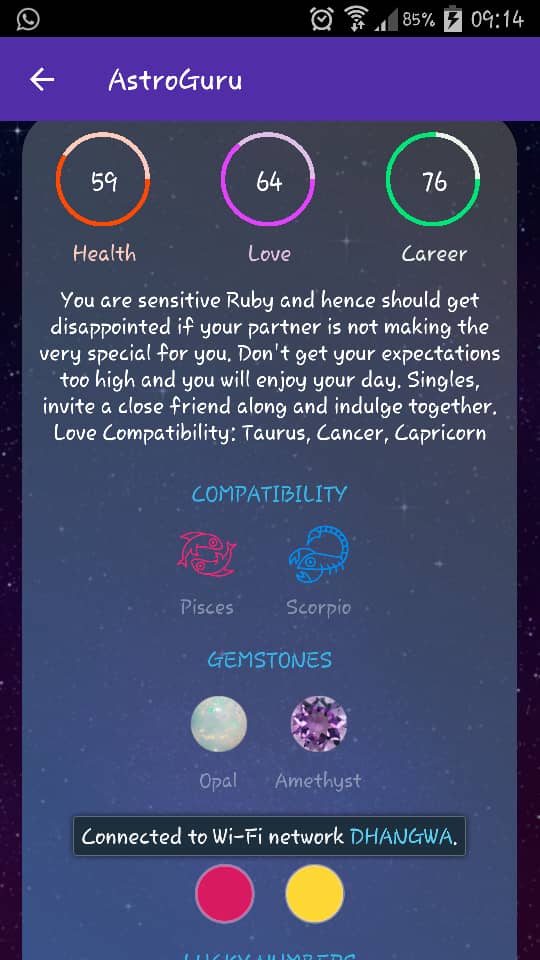 85% 09:14
AstroGuru
59 64 76
Health Love Career
You are sensitive Ruby and hence should get
disappointed if your partner is not making the
very special for you. Don't get your expectations
too high and you will enjoy your day. Singles,
invite a close friend along and indulge together.
Love Compatibility: Taurus, Cancer, Capricorn
COMPATIBILITY
Pisces Scorpio
GEMSTONES
Opal Amethyst
Connected to Wi-Fi network DHANGWA.
LUCKY NUMBERS